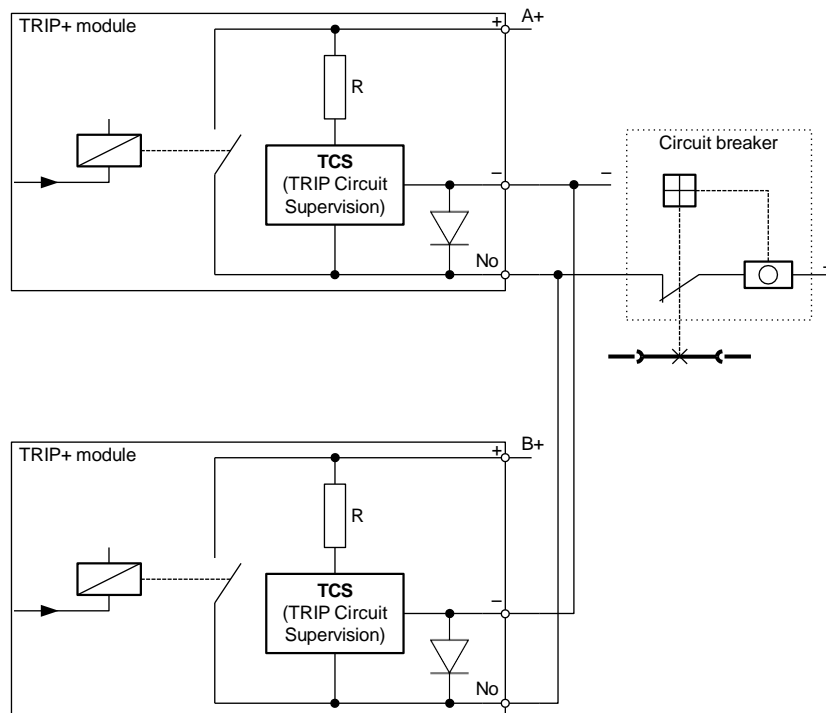 TRIP+ module
+ A+
R
TCS
(TRIP Circuit
Supervision)
– –
No
Circuit breaker
–
TRIP+ module
+ B+
R
TCS
(TRIP Circuit
Supervision)
–
No